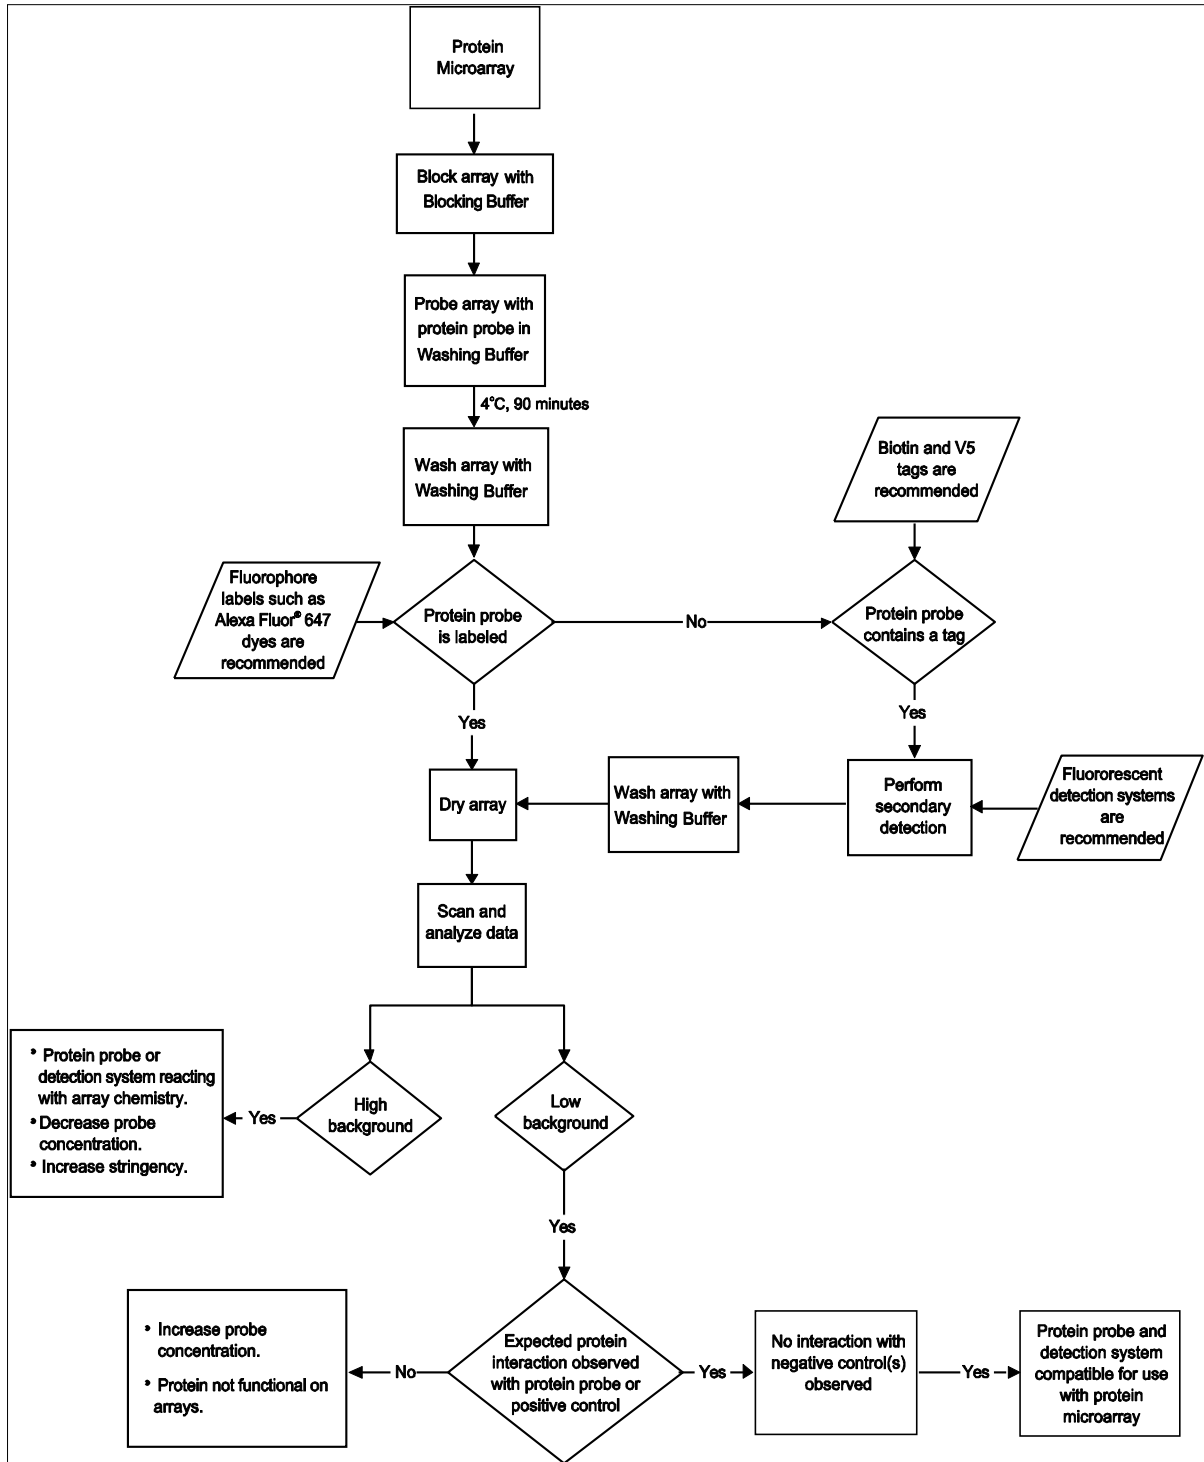 Protein
Microarray
Block array with
Blocking Buffer
Probe array with
protein probe in
Washing Buffer
4°C, 90 minutes
Wash array with
Washing Buffer
Biotin and V5
tags are
recommended
Fluorophore
labels such as
Alexa Fluor® 647
dyes are
recommended
Protein probe
is labeled
No
Protein probe
contains a tag
Yes
Yes
Dry array
Wash array with
Washing Buffer
Perform
secondary
detection
Fluororescent
detection systems
are
recommended
Scan and
analyze data
• Protein probe or
detection system reacting
with array chemistry.
• Decrease probe
concentration.
• Increase stringency.
Yes
High
background
Low
background
Yes
• Increase probe
concentration.
• Protein not functional on
arrays.
No
Expected protein
interaction observed
with protein probe or
positive control
Yes
No interaction with
negative control(s)
observed
Yes
Protein probe and
detection system
compatible for use
with protein
microarray